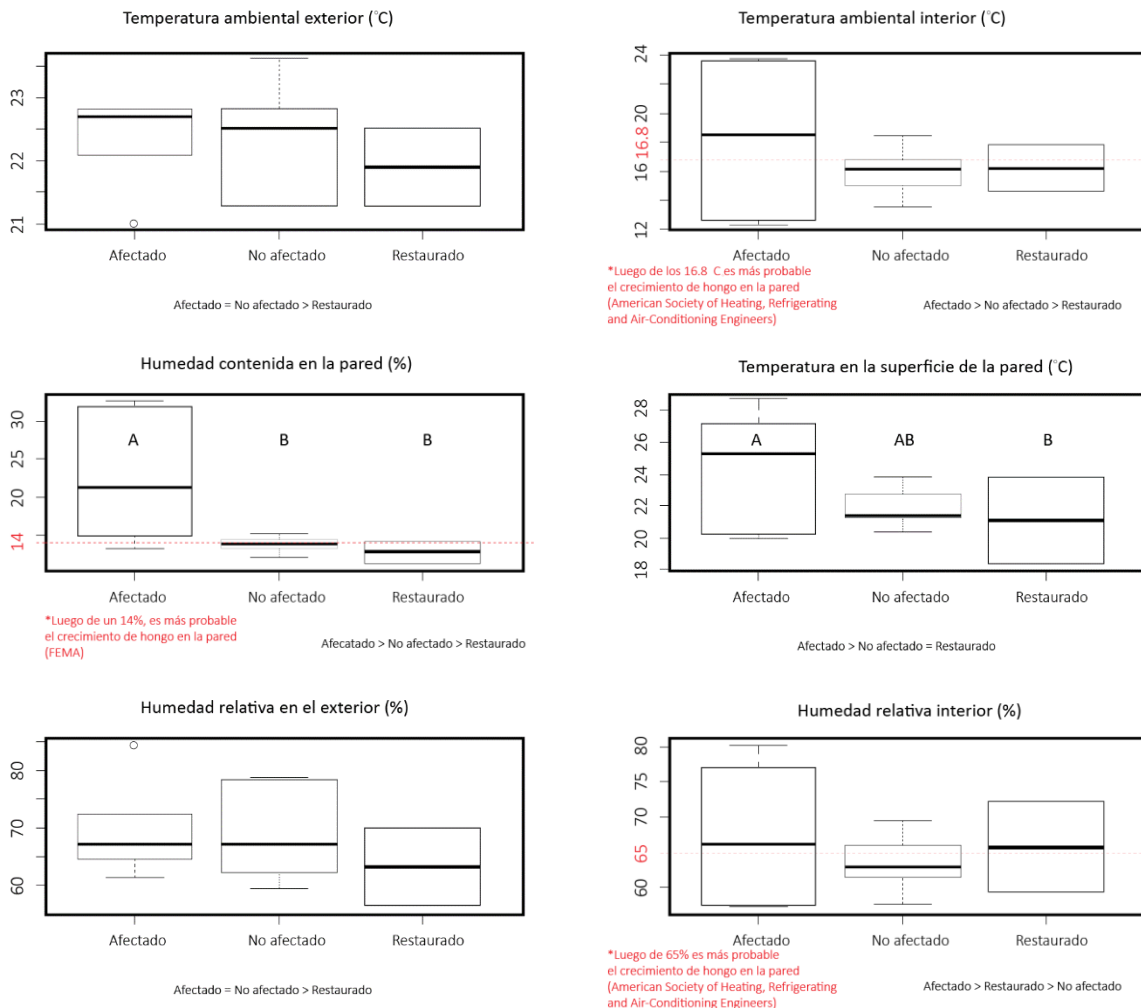 Temperatura ambiental exterior (°C)
23
22
21
Afectado No afectado Restaurado
Afectado = No afectado > Restaurado
Temperatura ambiental interior (°C)
24
20
16.8
16
12
Afectado No afectado Restaurado
*Luego de los 16.8 C es más probable
el crecimiento de hongo en la pared
(American Society of Heating, Refrigerating
and Air-Conditioning Engineers)
Afectado > No afectado > Restaurado
Humedad contenida en la pared (%)
30
25
20
14
A B B
Afectado No afectado Restaurado
*Luego de un 14%, es más probable
el crecimiento de hongo en la pared
(FEMA)
Afecatado > No afectado > Restaurado
Temperatura en la superficie de la pared (°C)
28
26
24
22
20
18
A AB B
Afectado No afectado Restaurado
Afectado > No afectado = Restaurado
Humedad relativa en el exterior (%)
80
70
60
Afectado No afectado Restaurado
Afectado = No afectado > Restaurado
Humedad relativa interior (%)
80
75
70
65
60
Afectado No afectado Restaurado
*Luego de 65% es más probable
el crecimiento de hongo en la pared
(American Society of Heating, Refrigerating
and Air-Conditioning Engineers)
Afectado > Restaurado > No afectado